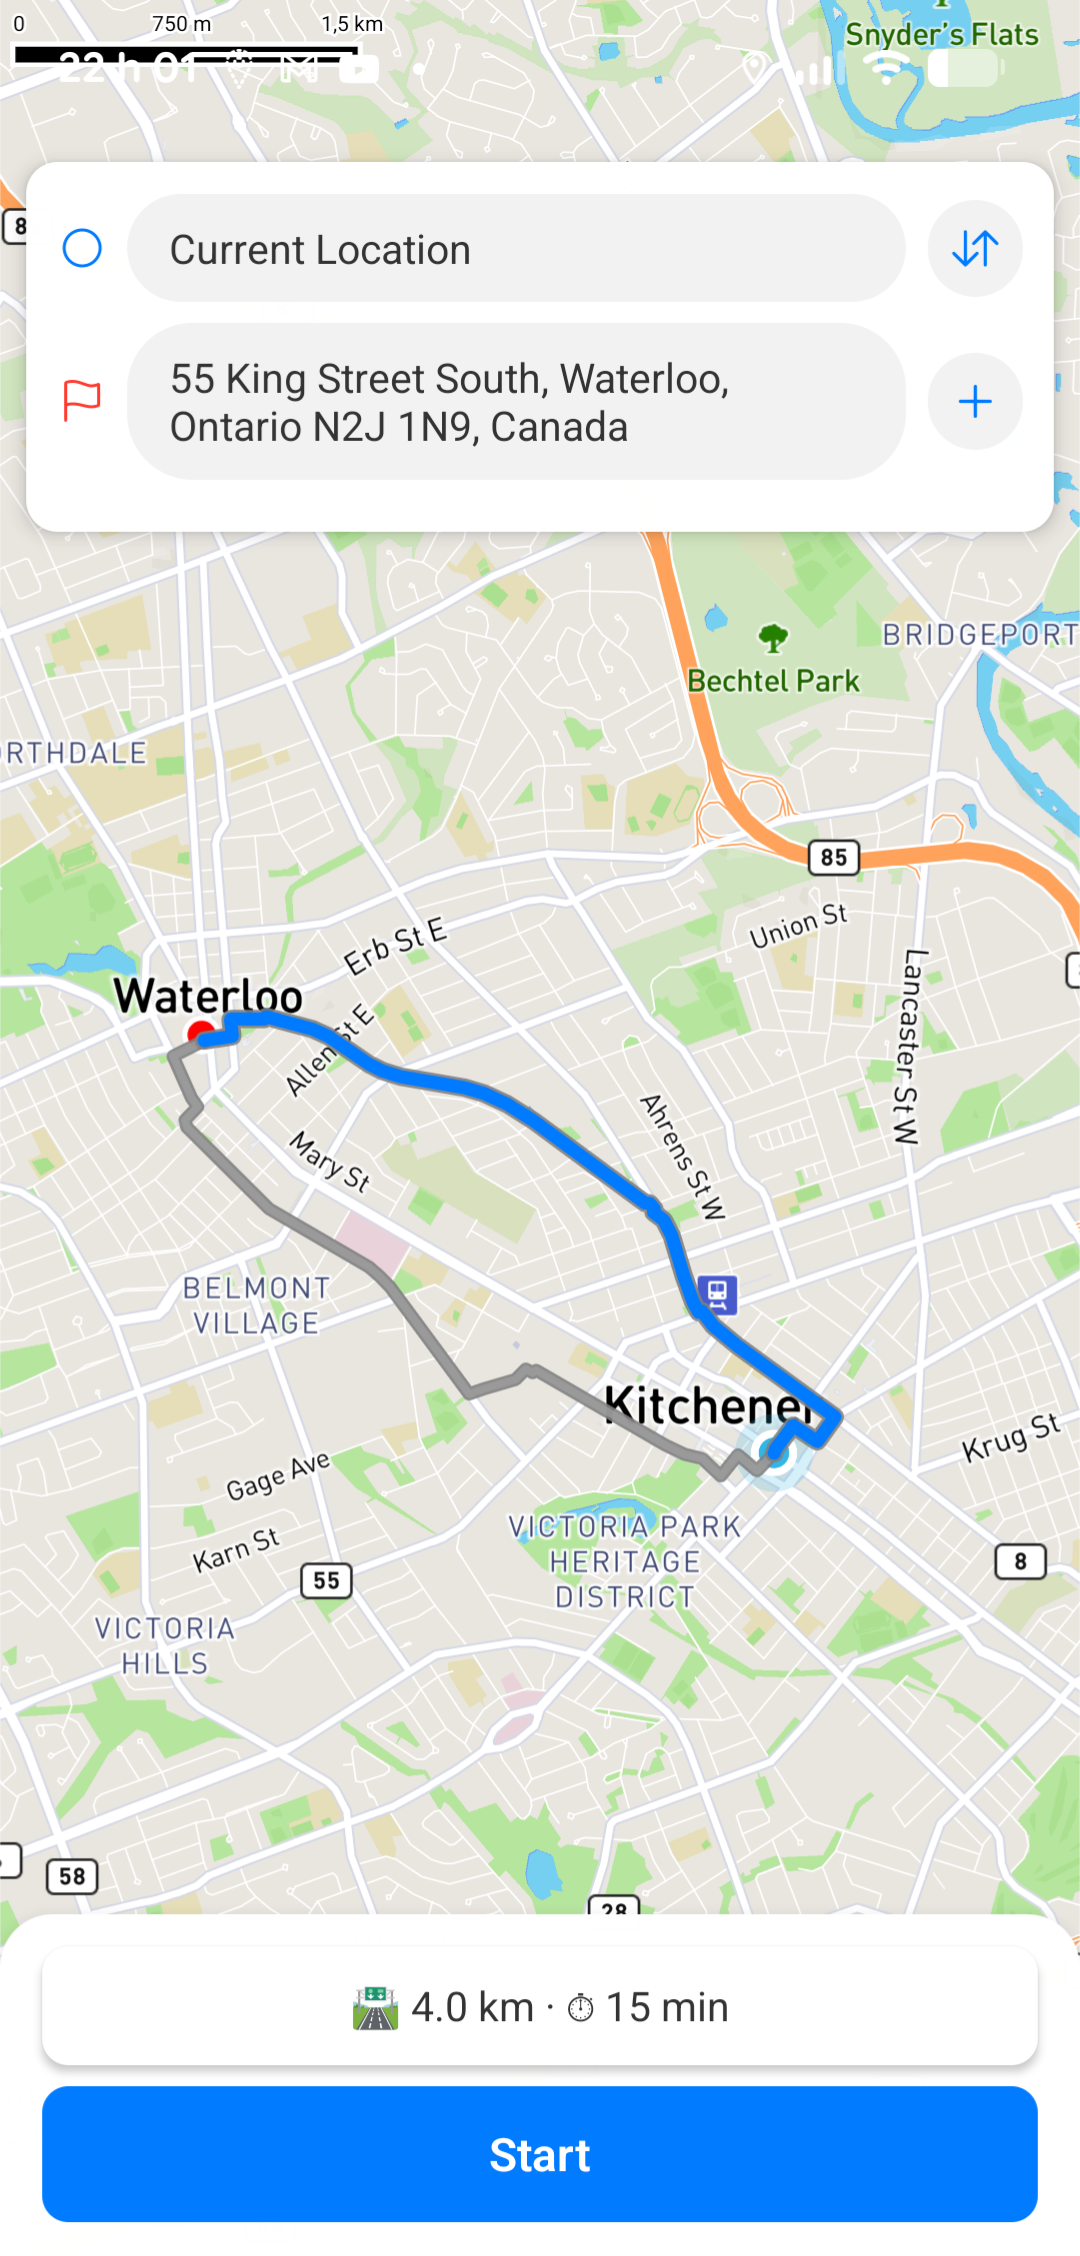 0 750 m 1,5 km
22 h 01
Snyder's Flats
8
Current Location
55 King Street South, Waterloo,
Ontario N2J 1N9, Canada
BRIDGEPORT
Bechtel Park
RTHDALE
85
Union St
Erb St E
Lancaster St W
Waterloo
Allen St E
Ahrens St W
Mary St
BELMONT
VILLAGE
Kitchener
Krug St
Gage Ave
VICTORIA PARK
HERITAGE
DISTRICT
Karn St
8
55
VICTORIA
HILLS
58
28
4.0 km · 15 min
Start